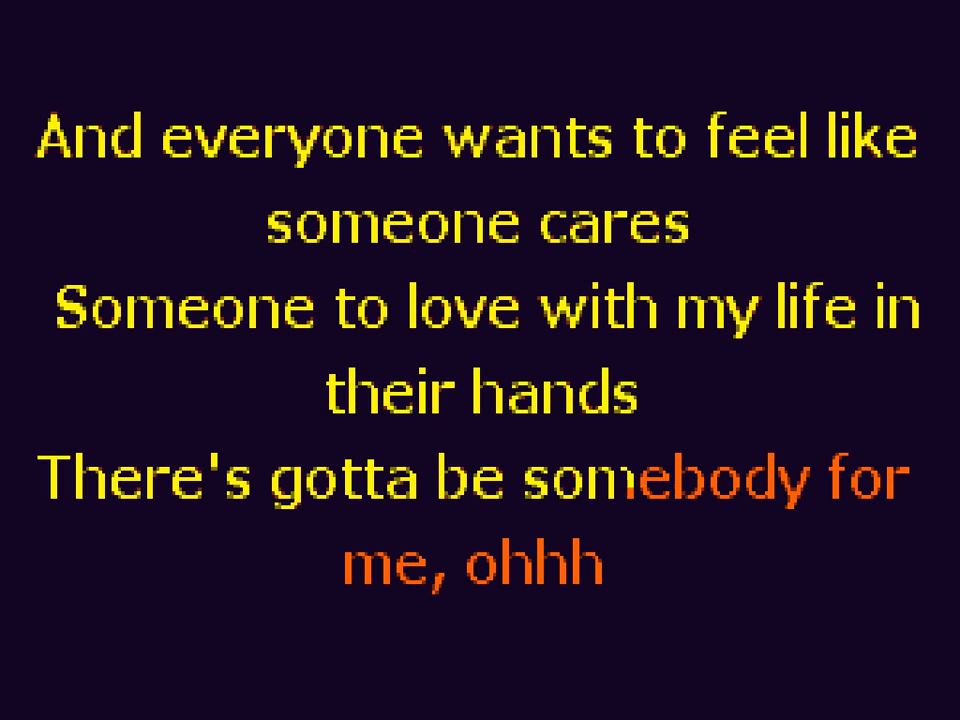 And everyone wants to feel like
someone cares
Someone to love with my life in
their hands
There's gotta be somebody for
me, ohhh